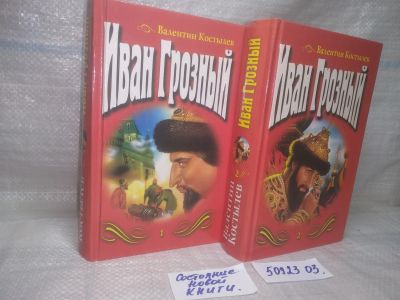 Валентин Костылев
Иван Грозный
1
Валентин Костылев
Иван Грозный
2
Валентин
Костылев
2
Иван Грозный
Состояние
новой
книги.
50923 03.